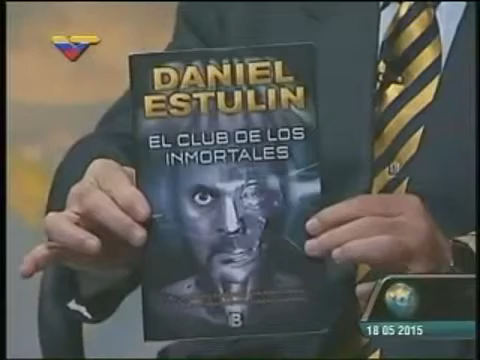 DANIEL
ESTULIN
EL CLUB DE LOS
INMORTALES
B
18 05 2015